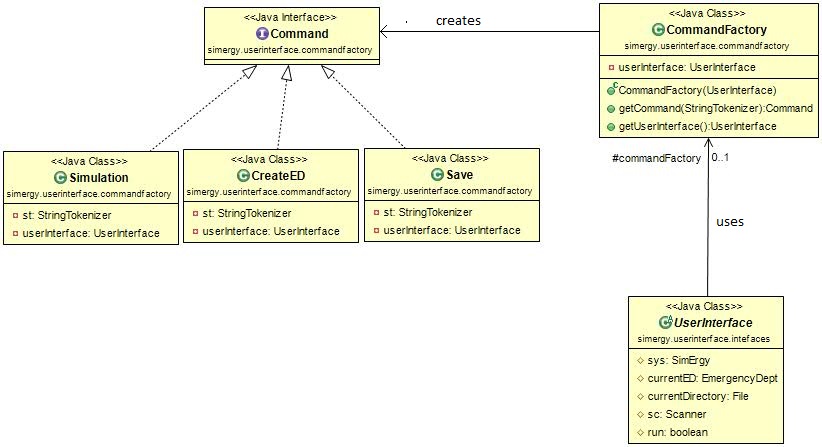 <<Java Interface>>
Command
simergy.userinterface.commandfactory
creates
<<Java Class>>
CommandFactory
simergy.userinterface.commandfactory
userInterface: UserInterface
CommandFactory(UserInterface)
getCommand(StringTokenizer):Command
getUserInterface():UserInterface
<<Java Class>>
Simulation
simergy.userinterface.commandfactory
st: StringTokenizer
userInterface: UserInterface
<<Java Class>>
CreateED
simergy.userinterface.commandfactory
st: StringTokenizer
userInterface: UserInterface
<<Java Class>>
Save
simergy.userinterface.commandfactory
st: StringTokenizer
userInterface: UserInterface
#commandFactory 0..1
uses
<<Java Class>>
UserInterface
simergy.userinterface.intefaces
sys: SimErgy
currentED: EmergencyDept
currentDirectory: File
sc: Scanner
run: boolean